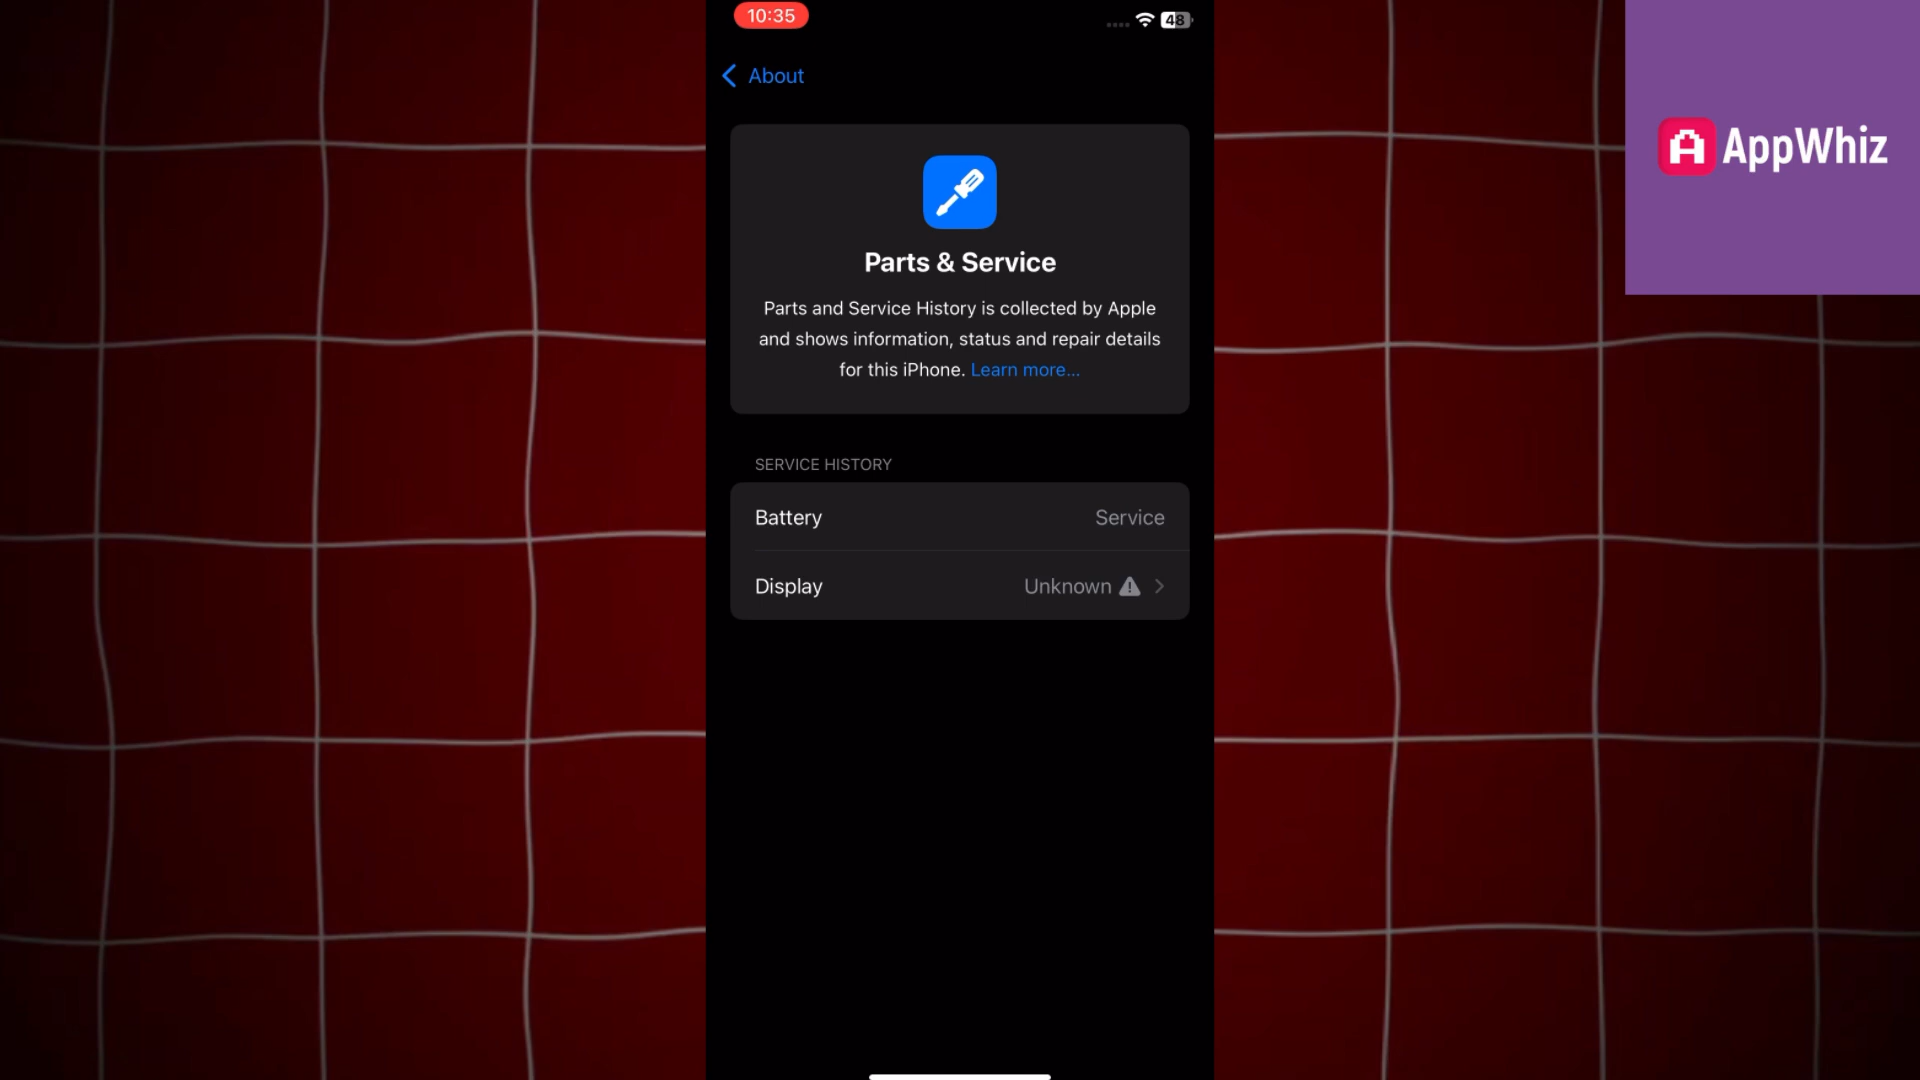 10:35
48
About
AppWhiz
Parts & Service
Parts and Service History is collected by Apple
and shows information, status and repair details
for this iPhone. Learn more...
SERVICE HISTORY
Battery Service
Display Unknown